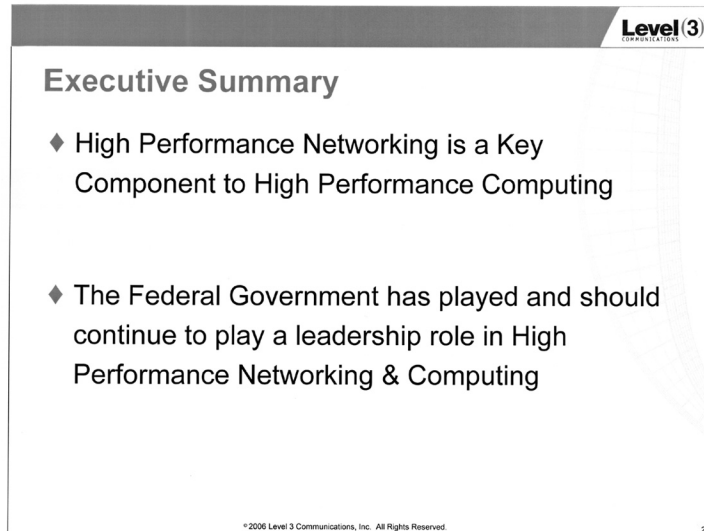 Level(3)
COMMUNICATIONS
Executive Summary
♦ High Performance Networking is a Key
Component to High Performance Computing
♦ The Federal Government has played and should
continue to play a leadership role in High
Performance Networking & Computing
©2006 Level 3 Communications, Inc. All Rights Reserved.